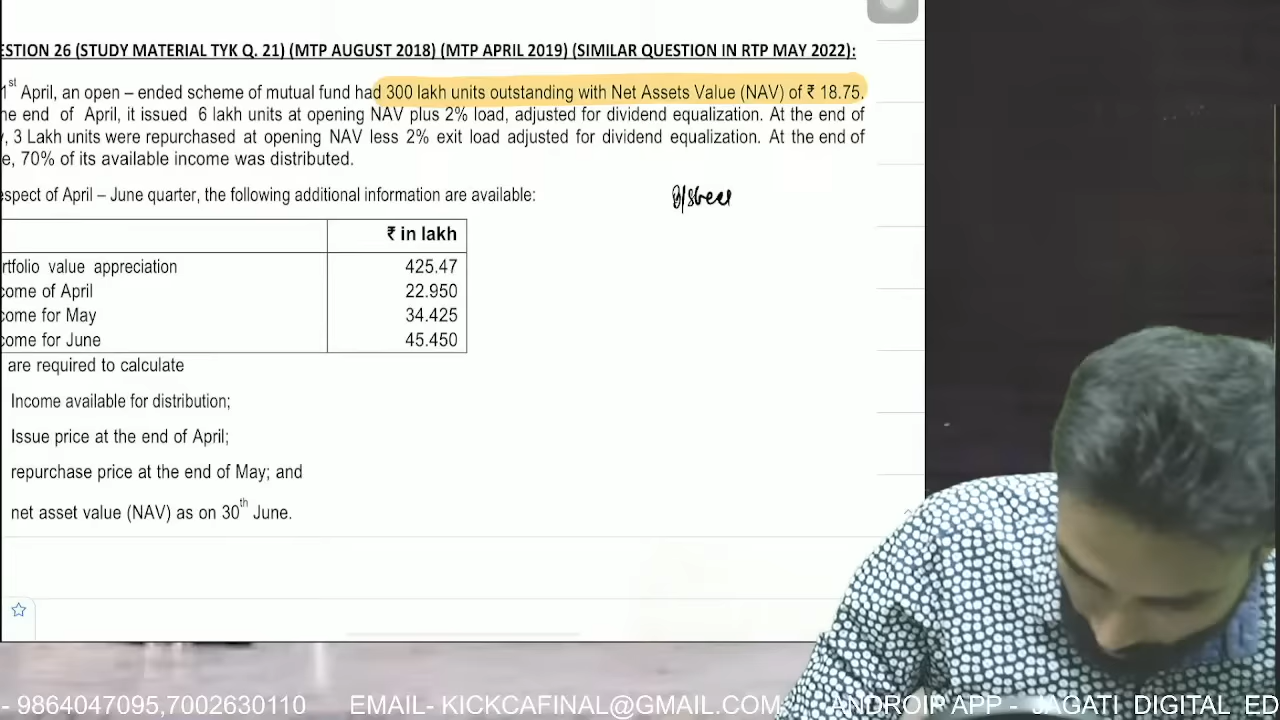 ESTION 26 (STUDY MATERIAL TYK Q. 21) (MTP AUGUST 2018) (MTP APRIL 2019) (SIMILAR QUESTION IN RTP MAY 2022):
1st April, an open – ended scheme of mutual fund had 300 lakh units outstanding with Net Assets Value (NAV) of ₹ 18.75.
he end of April, it issued 6 lakh units at opening NAV plus 2% load, adjusted for dividend equalization. At the end of
, 3 Lakh units were repurchased at opening NAV less 2% exit load adjusted for dividend equalization. At the end of
e, 70% of its available income was distributed.
espect of April – June quarter, the following additional information are available:
₹ in lakh
rtfolio value appreciation 425.47
come of April 22.950
come for May 34.425
come for June 45.450
are required to calculate
Income available for distribution;
Issue price at the end of April;
repurchase price at the end of May; and
net asset value (NAV) as on 30th June.
- 9864047095,7002630110 EMAIL- KICKCAFINAL@GMAIL.COM ANDROID APP - JAGATI DIGITAL ED